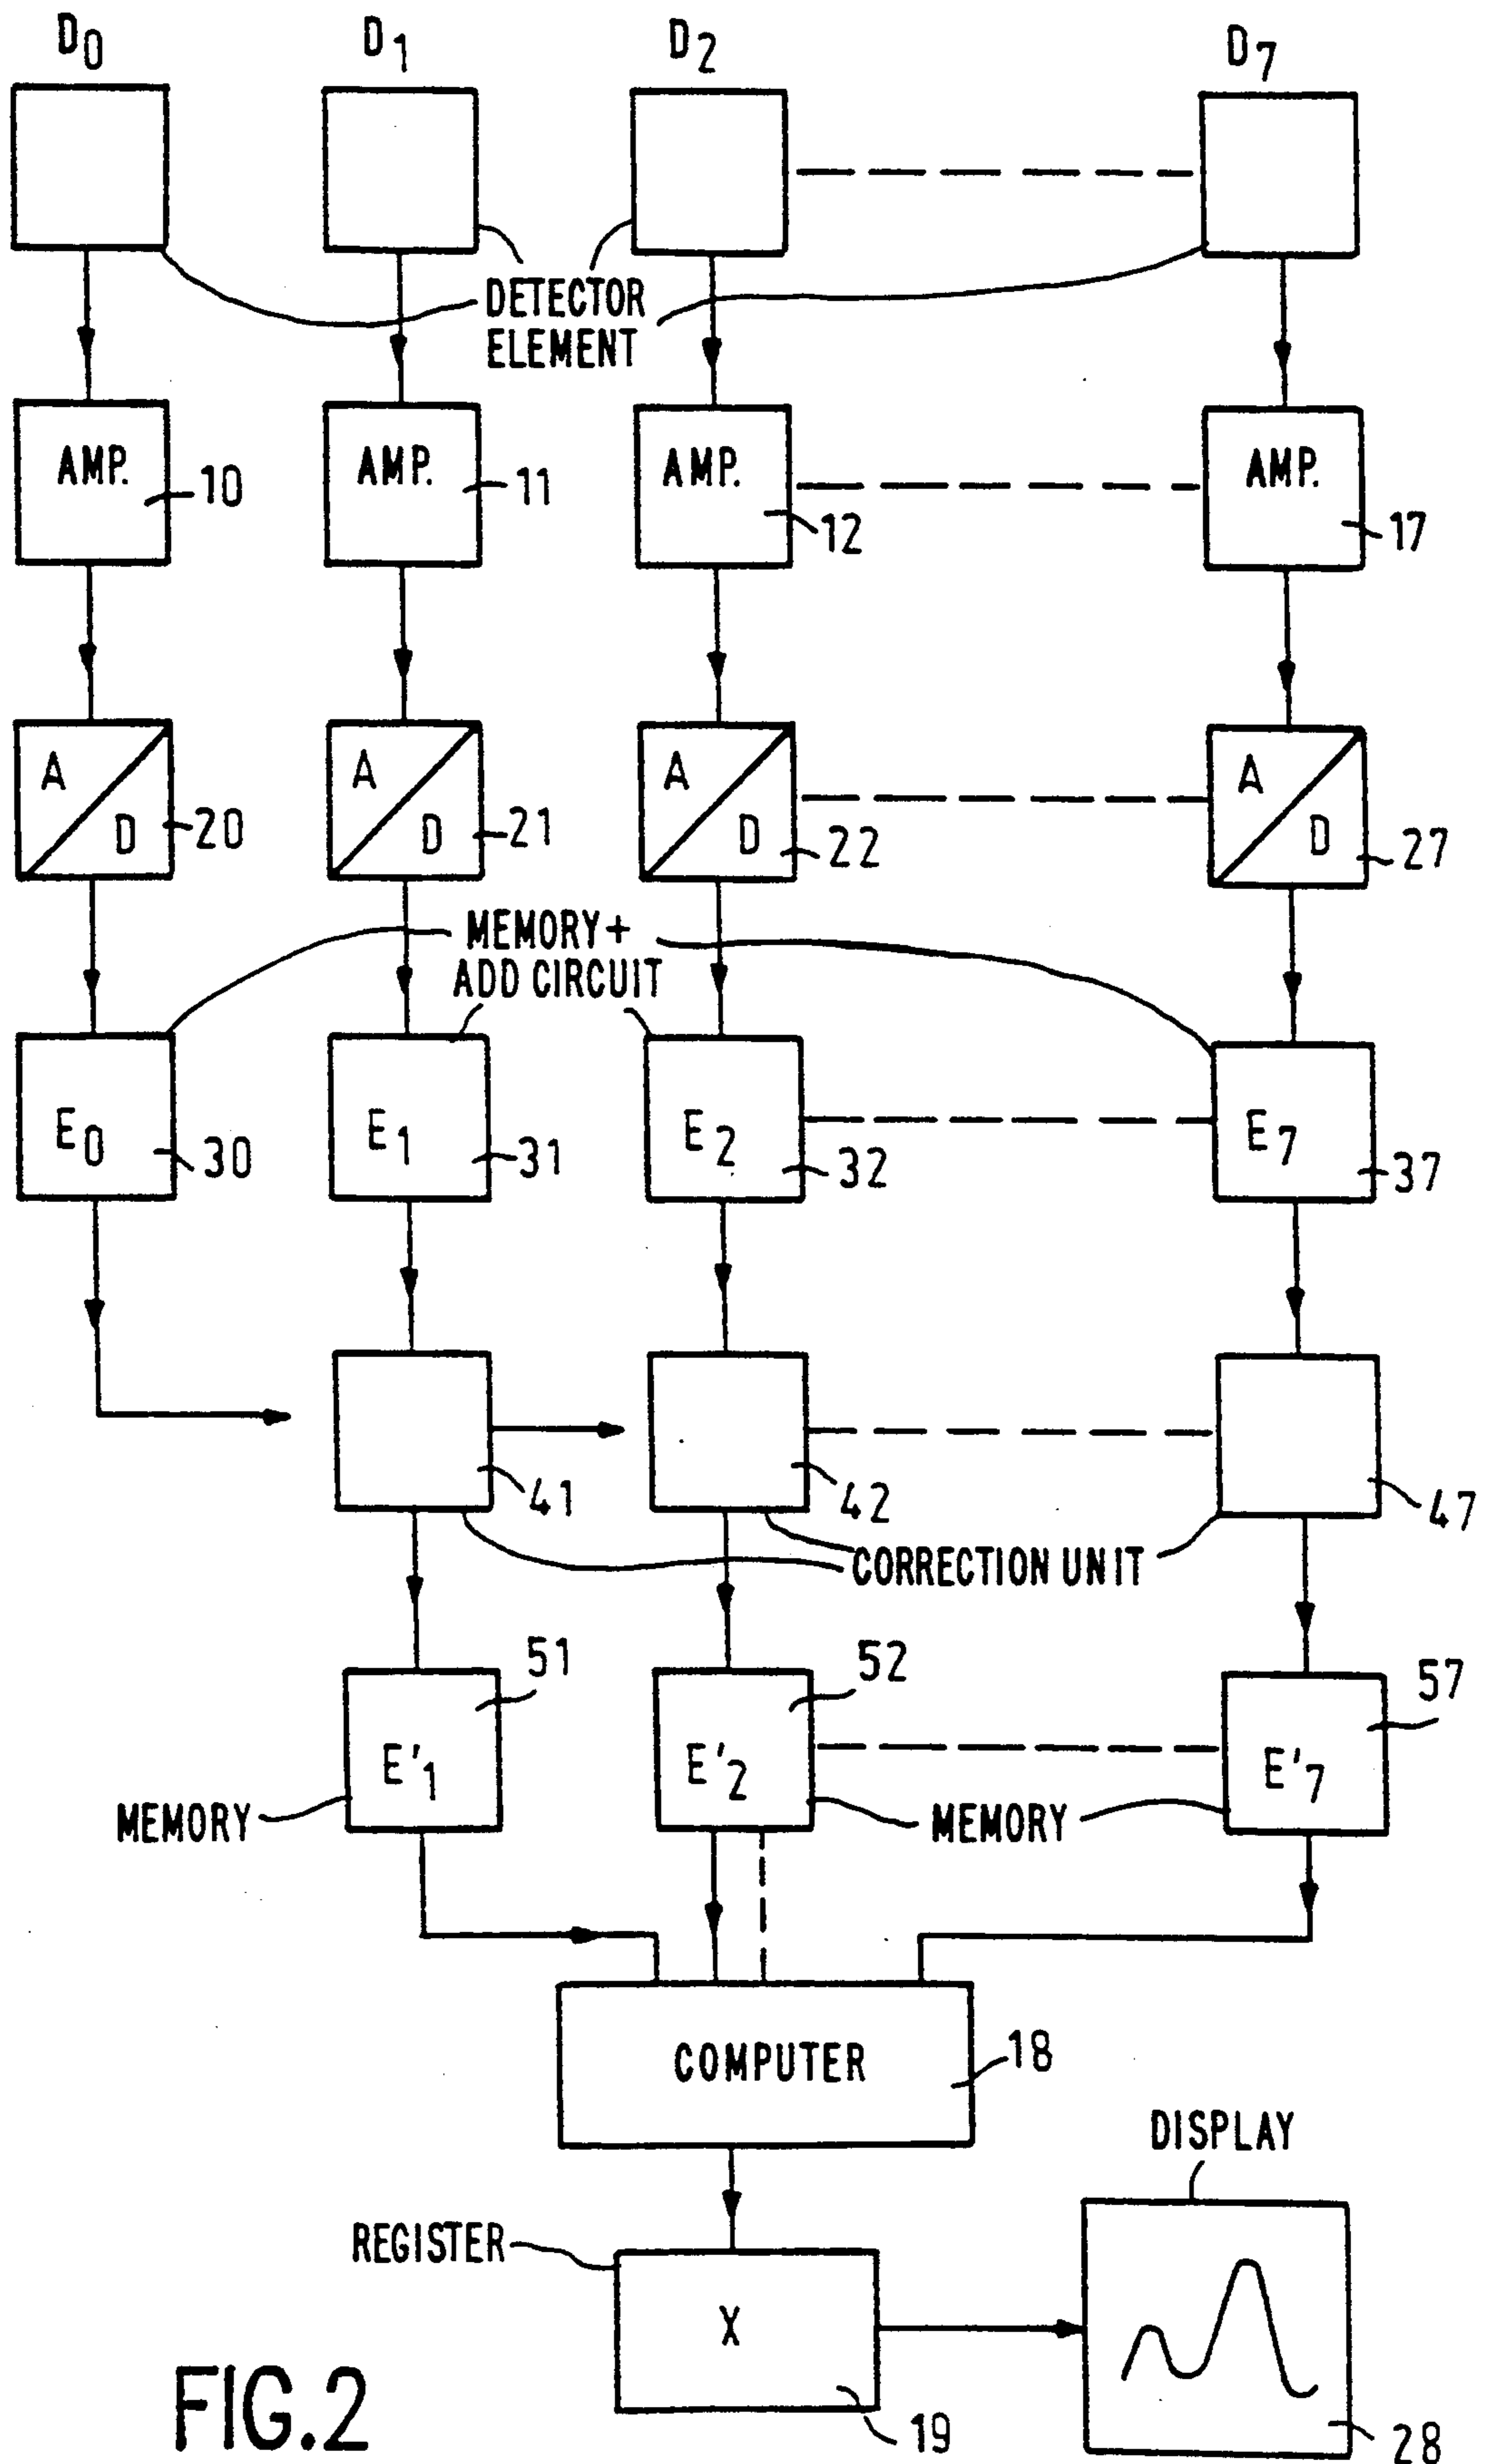 D0 D1 D2 D7
DETECTOR
ELEMENT
AMP. AMP. AMP. AMP.
10 11 12 17
A A A A
D D D D
20 21 22 27
MEMORY+
ADD CIRCUIT
E0 E1 E2 E7
30 31 32 37
41 42 47
CORRECTION UNIT
51 52 57
E'1 E'2 E'7
MEMORY MEMORY
COMPUTER
18
DISPLAY
REGISTER
X
19 28
FIG.2